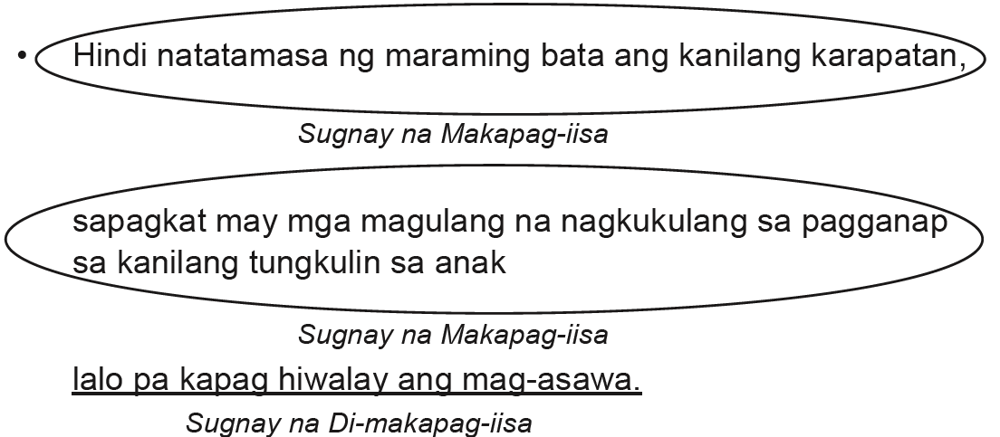 • Hindi natatamasa ng maraming bata ang kanilang karapatan,
Sugnay na Makapag-iisa
sapagkat may mga magulang na nagkukulang sa pagganap
sa kanilang tungkulin sa anak
Sugnay na Makapag-iisa
lalo pa kapag hiwalay ang mag-asawa.
Sugnay na Di-makapag-iisa